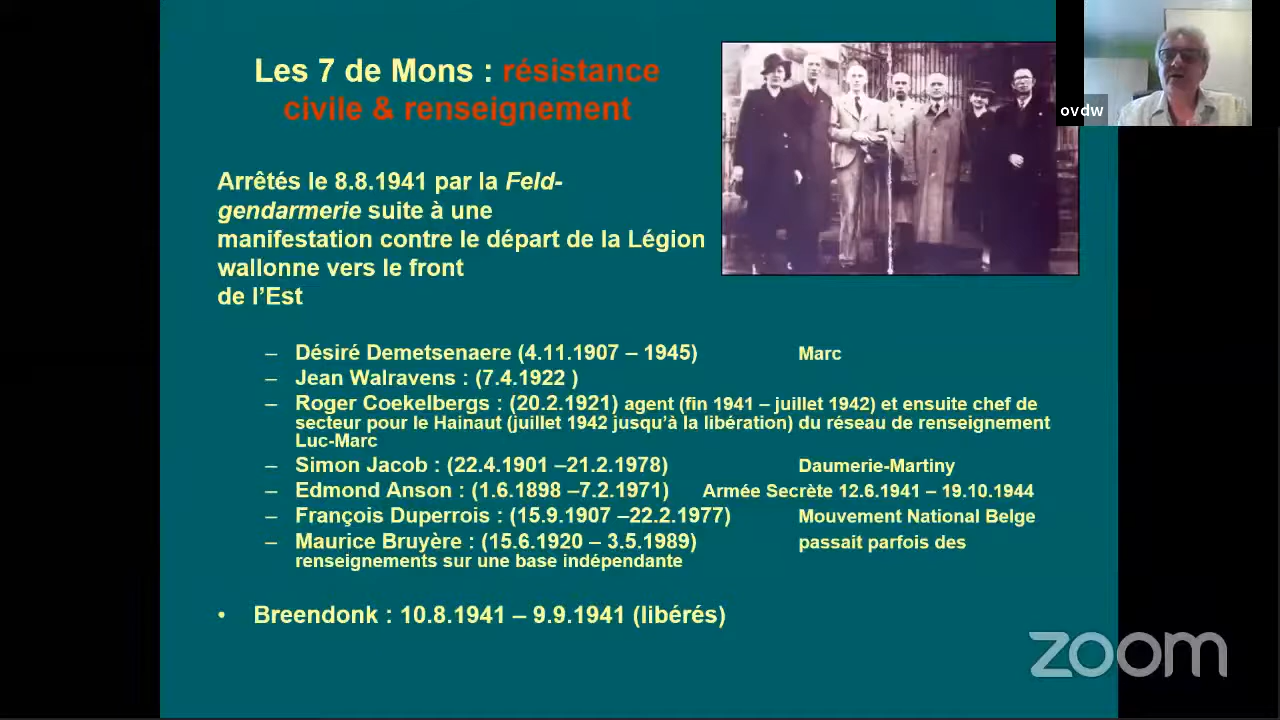 Les 7 de Mons : résistance
civile & renseignement
Arrêtés le 8.8.1941 par la Feld-
gendarmerie suite à une
manifestation contre le départ de la Légion
wallonne vers le front
de l’Est
– Désiré Demetsenaere (4.11.1907 – 1945) Marc
– Jean Walravens : (7.4.1922 )
– Roger Coekelbergs : (20.2.1921) agent (fin 1941 – juillet 1942) et ensuite chef de
secteur pour le Hainaut (juillet 1942 jusqu’à la libération) du réseau de renseignement
Luc-Marc
– Simon Jacob : (22.4.1901 –21.2.1978) Daumerie-Martiny
– Edmond Anson : (1.6.1898 –7.2.1971) Armée Secrète 12.6.1941 – 19.10.1944
– François Duperrois : (15.9.1907 –22.2.1977) Mouvement National Belge
– Maurice Bruyère : (15.6.1920 – 3.5.1989) passait parfois des
renseignements sur une base indépendante
• Breendonk : 10.8.1941 – 9.9.1941 (libérés)
ovdw
zoom